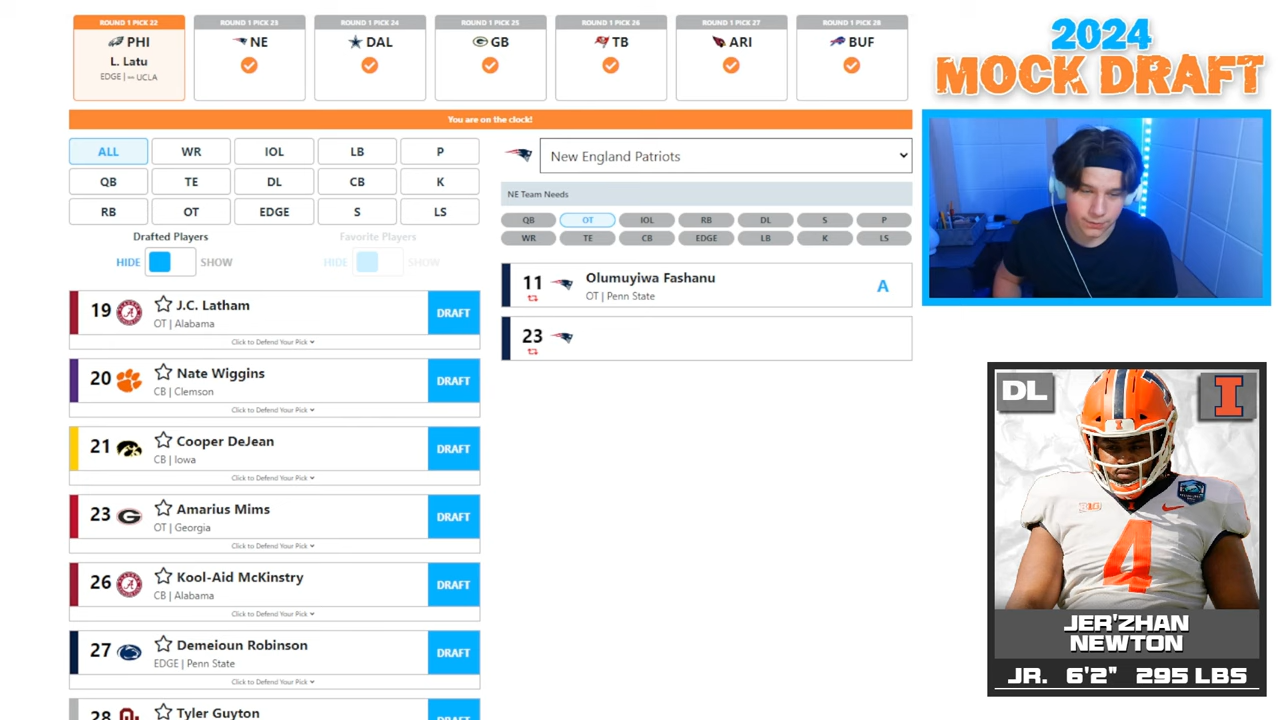 ROUND 1 PICK 22
PHI
L. Latu
EDGE | UCLA
ROUND 1 PICK 23
NE
ROUND 1 PICK 24
DAL
ROUND 1 PICK 25
GB
ROUND 1 PICK 26
TB
ROUND 1 PICK 27
ARI
ROUND 1 PICK 28
BUF
2024
MOCK DRAFT
You are on the clock!
ALL WR IOL LB P
QB TE DL CB K
RB OT EDGE S LS
Drafted Players
HIDE SHOW
Favorite Players
HIDE SHOW
19 A J.C. Latham
OT | Alabama
DRAFT
Click to Defend Your Pick
20 Nate Wiggins
CB | Clemson
DRAFT
Click to Defend Your Pick
21 Cooper DeJean
CB | Iowa
DRAFT
Click to Defend Your Pick
23 G Amarius Mims
OT | Georgia
DRAFT
Click to Defend Your Pick
26 A Kool-Aid McKinstry
CB | Alabama
DRAFT
Click to Defend Your Pick
27 Demeioun Robinson
EDGE | Penn State
DRAFT
Click to Defend Your Pick
28 Tyler Guyton
DRAFT
New England Patriots
NE Team Needs
QB OT IOL RB DL S P
WR TE CB EDGE LB K LS
11 Olumuyiwa Fashanu
OT | Penn State
A
23
DL
I
4
JER'ZHAN
NEWTON
JR. 6'2" 295 LBS